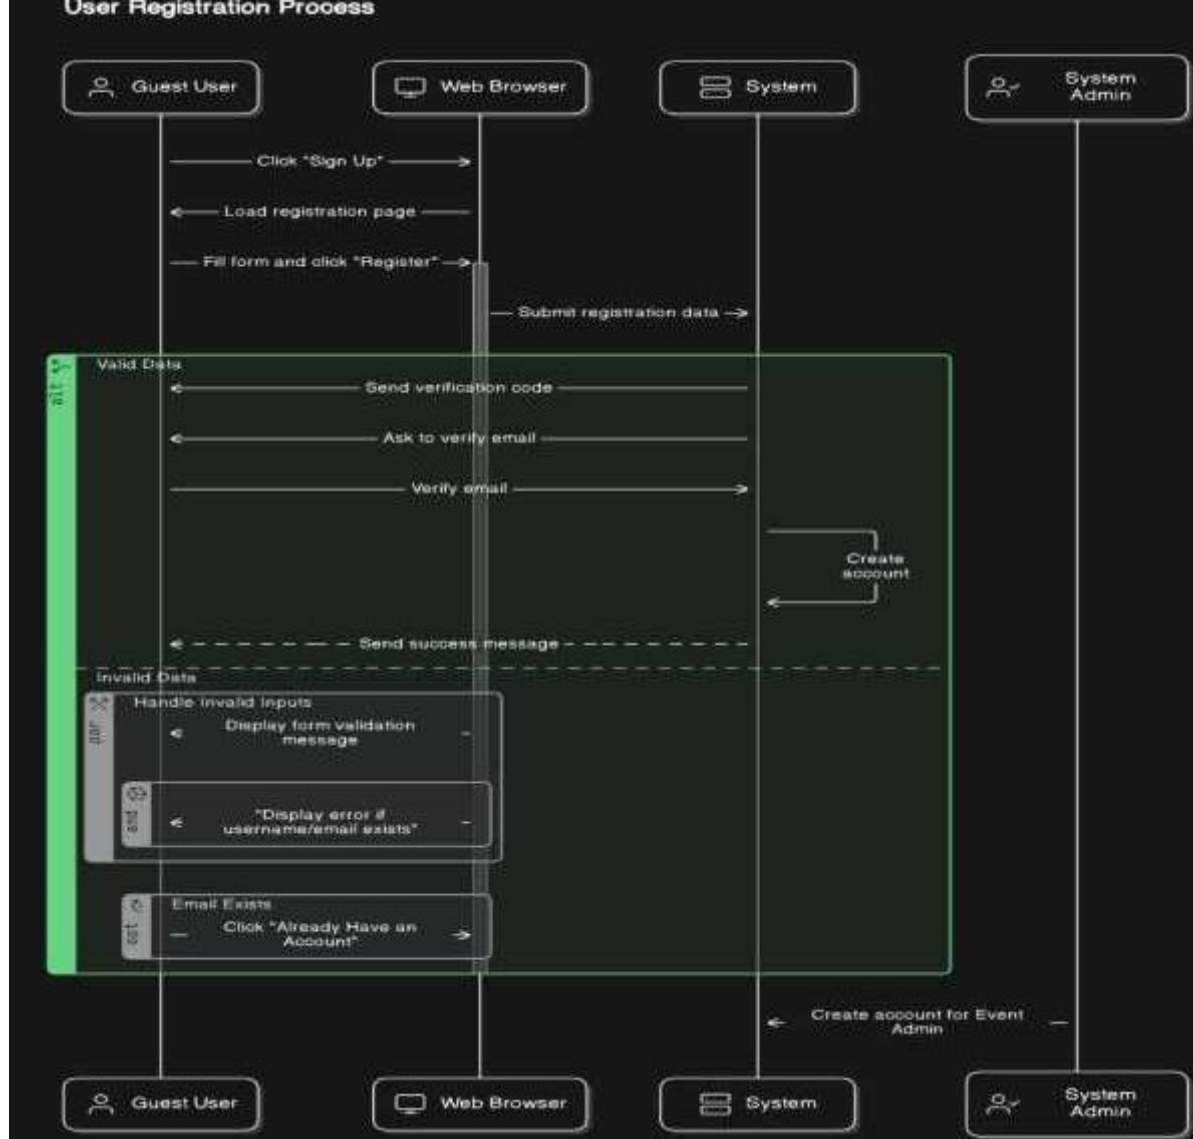 User Registration Process
Guest User
Web Browser
System
System
Admin
Click "Sign Up"
Load registration page
Fill form and click "Register"
Submit registration data
alt
Valid Data
Send verification code
Ask to verify email
Verify email
Create
account
Send success message
Invalid Data
par
Handle Invalid Inputs
Display form validation
message
and
"Display error if
username/email exists"
opt
Email Exists
Click "Already Have an
Account"
Create account for Event
Admin
Guest User
Web Browser
System
System
Admin